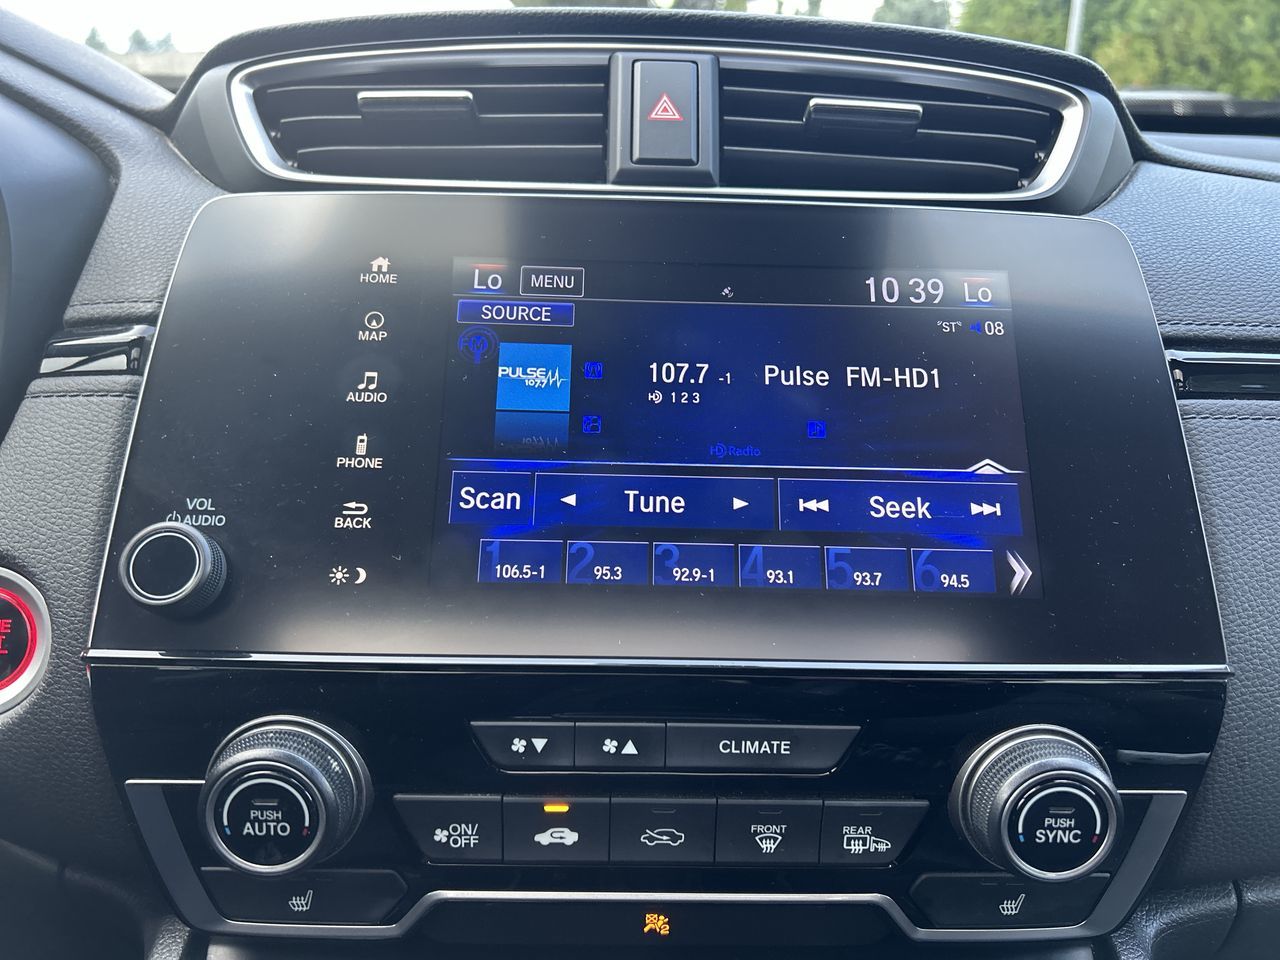 HOME
MAP
AUDIO
PHONE
BACK
VOL
AUDIO
Lo MENU 10 39 Lo
SOURCE
"ST" 08
FM
PULSE
107.7
107.7 -1 Pulse FM-HD1
HD 1 2 3
HD Radio
Scan Tune Seek
1 106.5-1 2 95.3 3 92.9-1 4 93.1 5 93.7 6 94.5
CLIMATE
PUSH
AUTO
ON/
OFF
FRONT
REAR
PUSH
SYNC
2